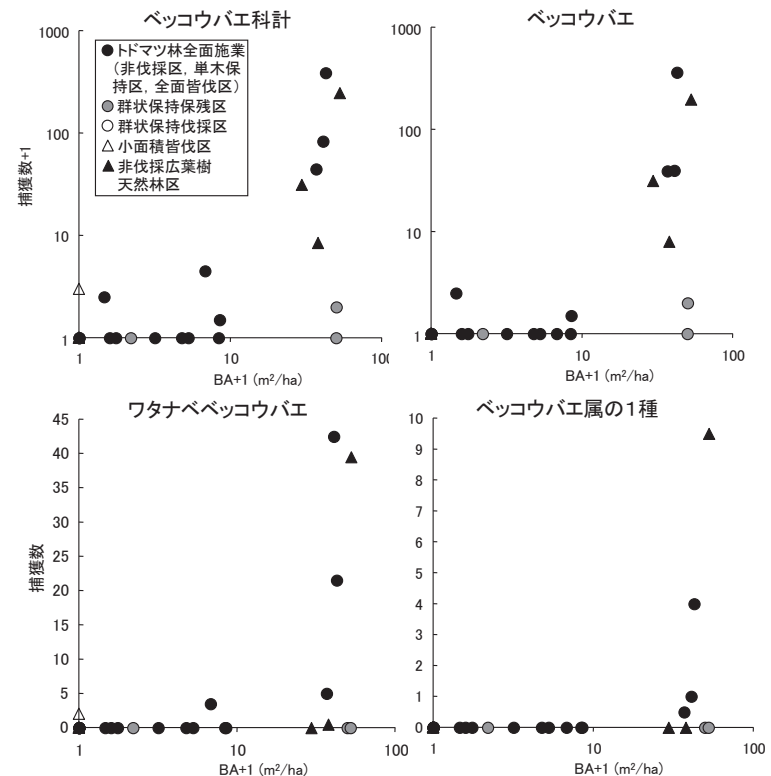 ベッコウバエ科計
1000
100
10
1
捕獲数+1
●トドマツ林全面施業
(非伐採区, 単木保
持区, 全面皆伐区)
群状保持保残区
○群状保持伐採区
△小面積皆伐区
▲非伐採広葉樹
天然林区
1
10
100
BA+1 (m²/ha)
ベッコウバエ
1000
100
10
1
1
10
100
BA+1 (m²/ha)
ワタナベベッコウバエ
45
40
35
30
25
20
15
10
5
0
捕獲数
1
10
100
BA+1 (m²/ha)
ベッコウバエ属の1種
10
9
8
7
6
5
4
3
2
1
0
1
10
100
BA+1 (m²/ha)